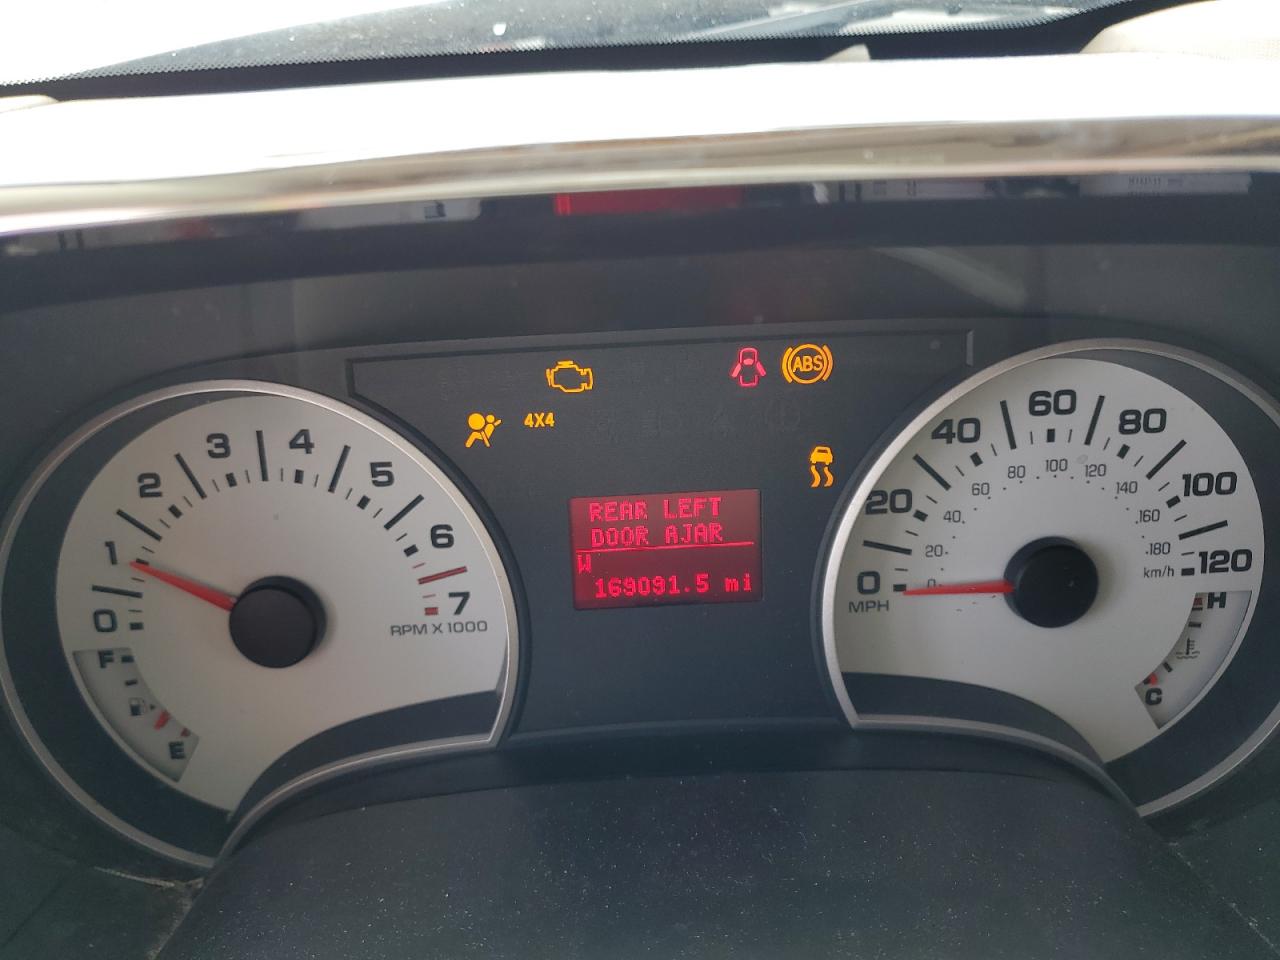 4X4
ABS
0 1 2 3 4 5 6 7
RPM X 1000
F
E
REAR LEFT
DOOR AJAR
W
169091.5 mi
0 20 40 60 80 100 120
MPH
0 20 40 60 80 100 120 140 160 180
km/h
H
C